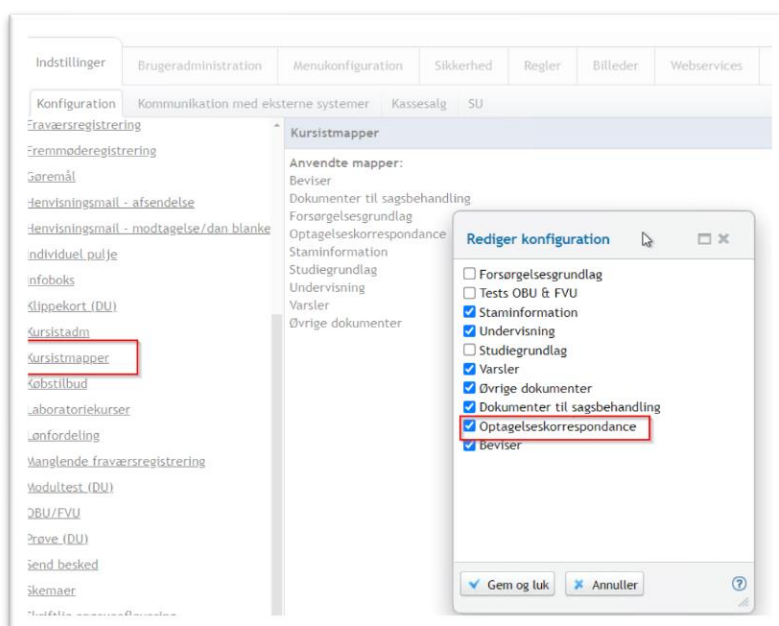 Indstillinger Brugeradministration Menukonfiguration Sikkerhed Regler Billeder Webservices
Konfiguration Kommunikation med eksterne systemer Kassesalg SU
Fraværsregistrering
Fremmøderegistrering
Gøremål
Henvisningsmail - afsendelse
Henvisningsmail - modtagelse/dan blanke
Individuel pulje
Infoboks
Klippekort (DU)
Kursistadm
Kursistmapper
Købstilbud
Laboratoriekurser
Lønfordeling
Manglende fraværsregistrering
Modultest (DU)
OBU/FVU
Prøve (DU)
Send besked
Skemaer
Kursistmapper
Anvendte mapper:
Beviser
Dokumenter til sagsbehandling
Forsørgelsesgrundlag
Optagelseskorrespondance
Staminformation
Studiegrundlag
Undervisning
Varsler
Øvrige dokumenter
Rediger konfiguration
Forsørgelsesgrundlag
Tests OBU & FVU
Staminformation
Undervisning
Studiegrundlag
Varsler
Øvrige dokumenter
Dokumenter til sagsbehandling
Optagelseskorrespondance
Beviser
Gem og luk Annuller